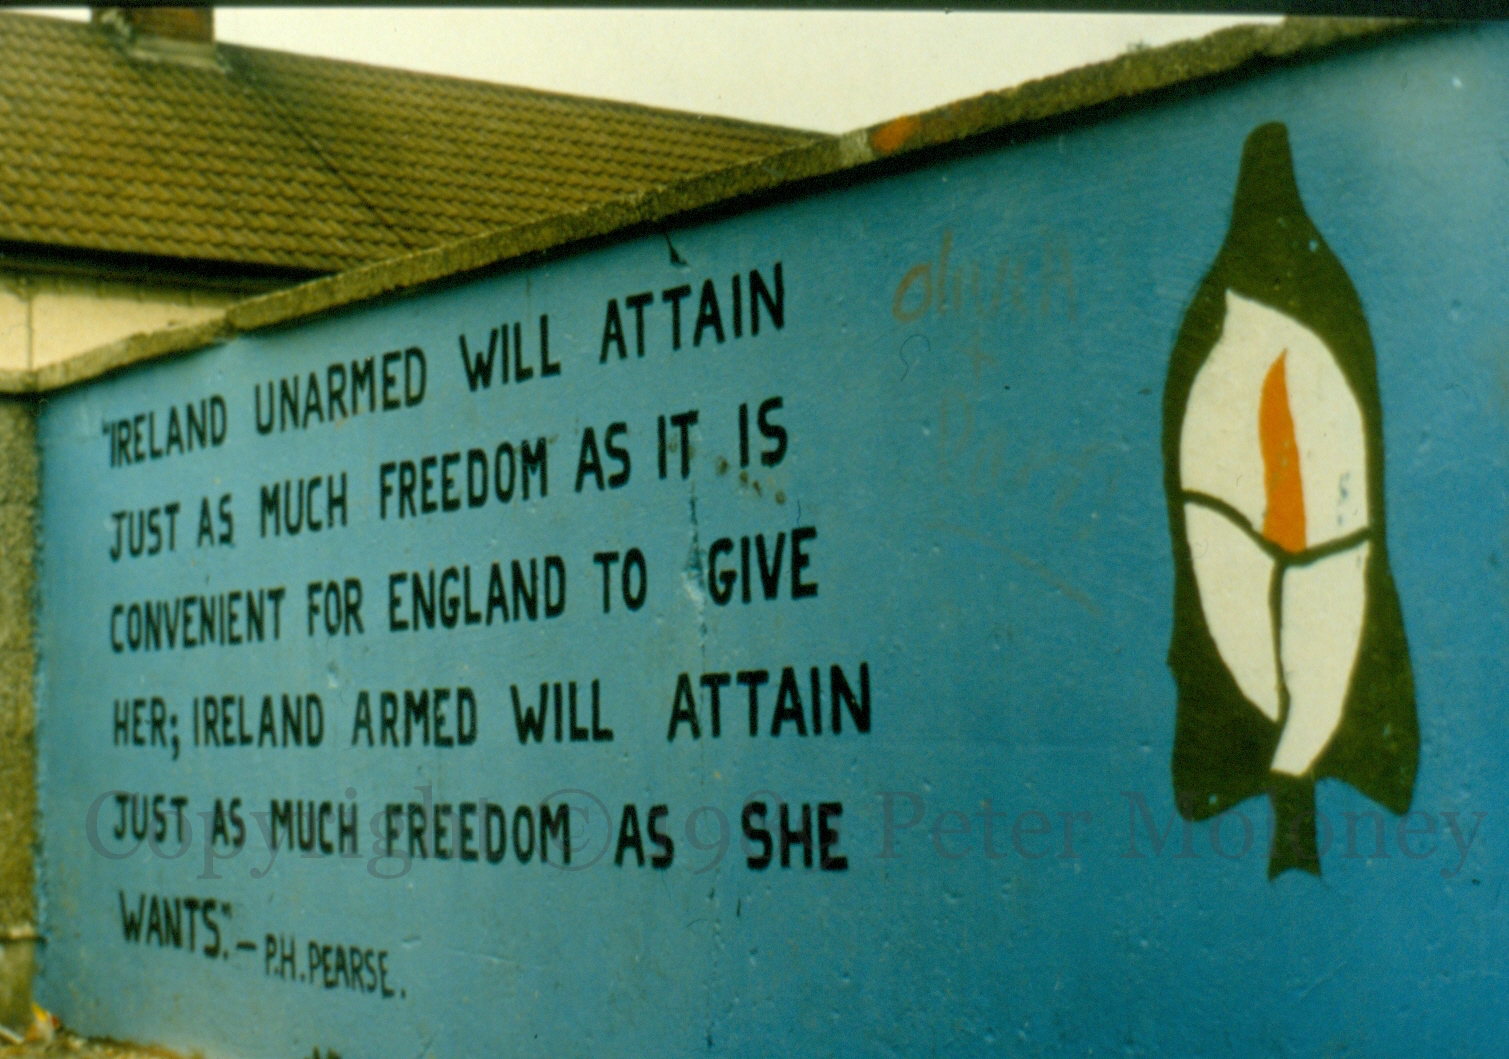 "IRELAND UNARMED WILL ATTAIN
JUST AS MUCH FREEDOM AS IT IS
CONVENIENT FOR ENGLAND TO GIVE
HER; IRELAND ARMED WILL ATTAIN
JUST AS MUCH FREEDOM AS SHE
WANTS." – P.H. PEARSE.
+
Copyright © Peter Moloney